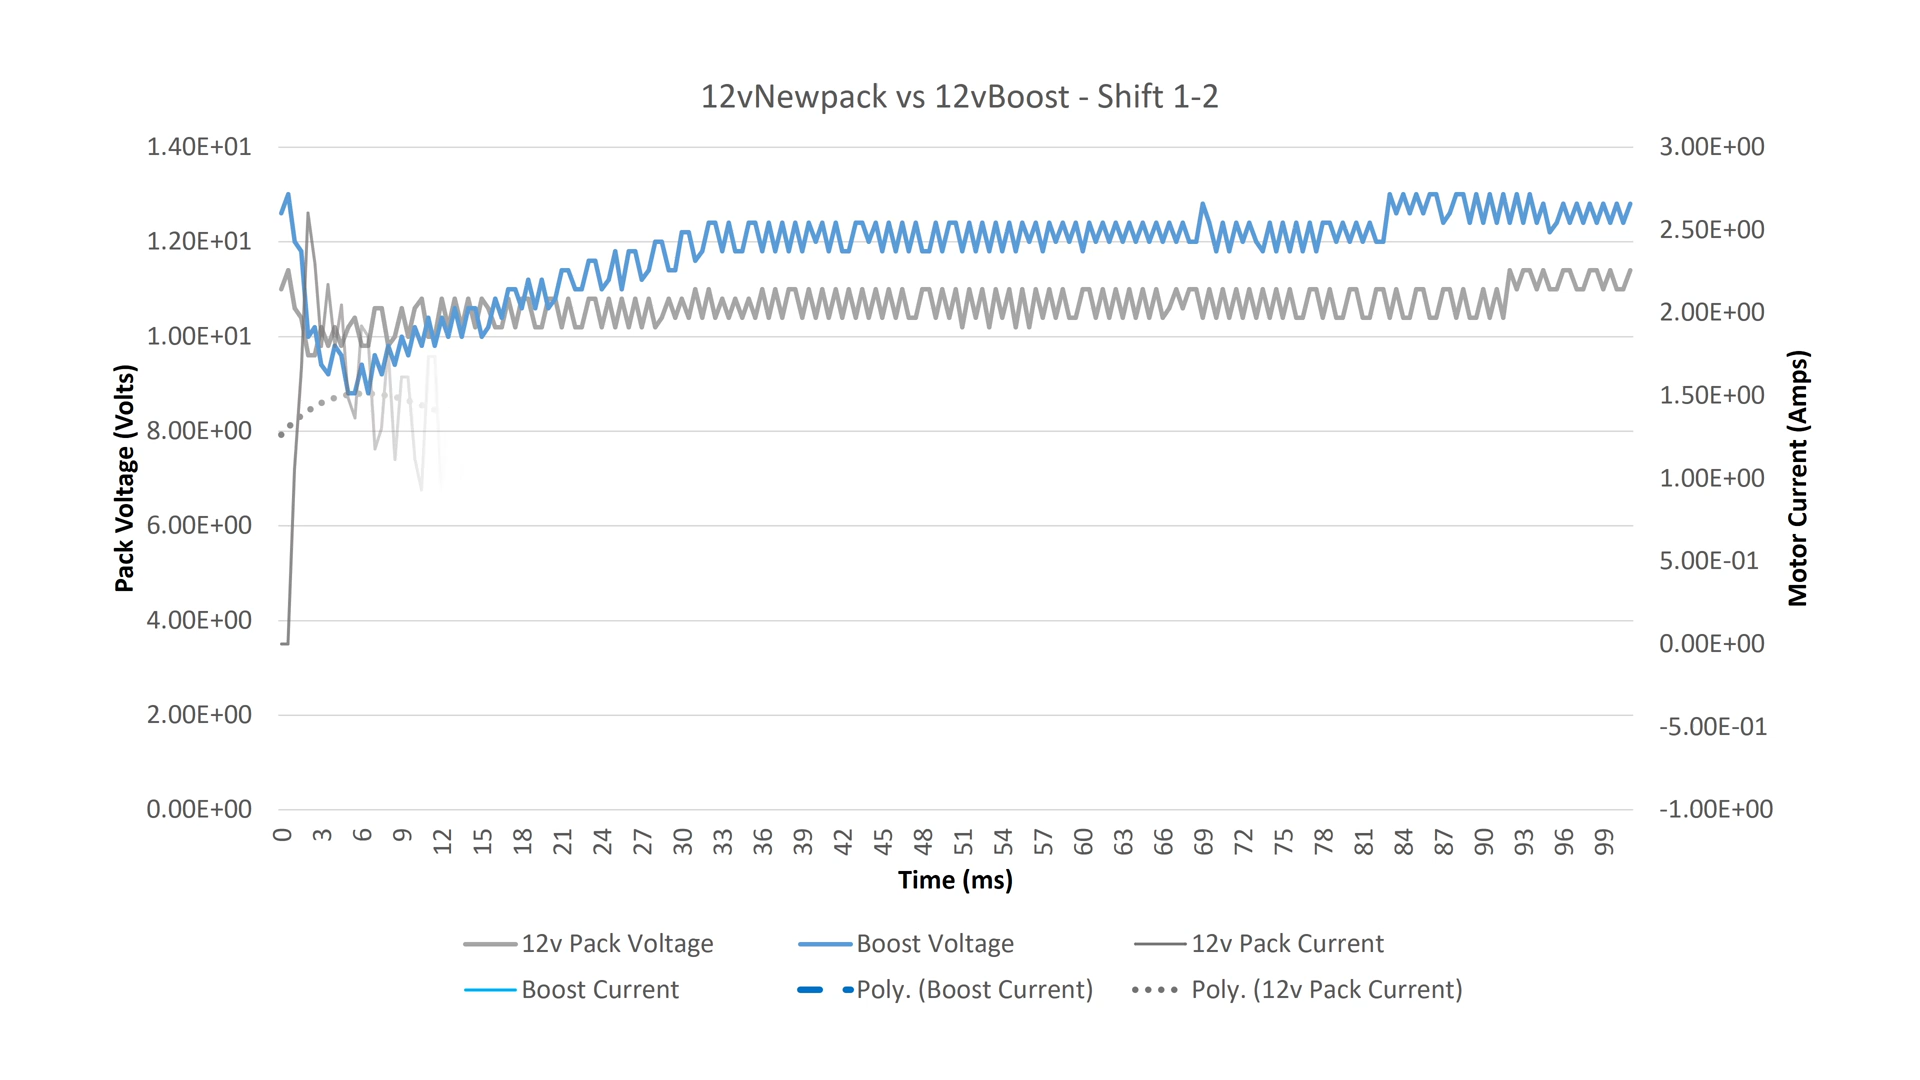 12vNewpack vs 12vBoost - Shift 1-2
1.40E+01
1.20E+01
1.00E+01
8.00E+00
6.00E+00
4.00E+00
2.00E+00
0.00E+00
Pack Voltage (Volts)
3.00E+00
2.50E+00
2.00E+00
1.50E+00
1.00E+00
5.00E-01
0.00E+00
-5.00E-01
-1.00E+00
Motor Current (Amps)
0 3 6 9 12 15 18 21 24 27 30 33 36 39 42 45 48 51 54 57 60 63 66 69 72 75 78 81 84 87 90 93 96 99
Time (ms)
12v Pack Voltage Boost Voltage 12v Pack Current
Boost Current Poly. (Boost Current) Poly. (12v Pack Current)